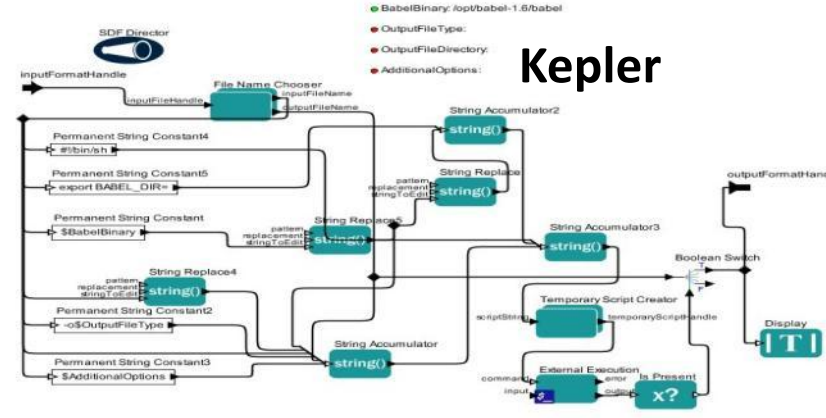 BabelBinary: /opt/babel-1.6/babel
OutputFileType:
OutputFileDirectory:
AdditionalOptions:
Kepler
SDF Director
inputFormatHandle
File Name Chooser
inputFileHandle
inputFileName
outputFileName
String Accumulator2
string()
Permanent String Constant4
#!/bin/sh
Permanent String Constant5
export BABEL_DIR=
pattern
replacement
stringToEdit
String Replace
string()
outputFormatHand
Permanent String Constant
$BabelBinary
pattern
replacement
stringToEdit
String Replace5
string()
String Accumulator3
string()
Boolean Switch
T
F
String Replace4
pattern
replacement
stringToEdit
string()
Permanent String Constant2
-o$OutputFileType
Temporary Script Creator
scriptString
temporaryScriptHandle
Display
T
String Accumulator
string()
Permanent String Constant3
$AdditionalOptions
External Execution
command
error
input
output
$_
Is Present
x?